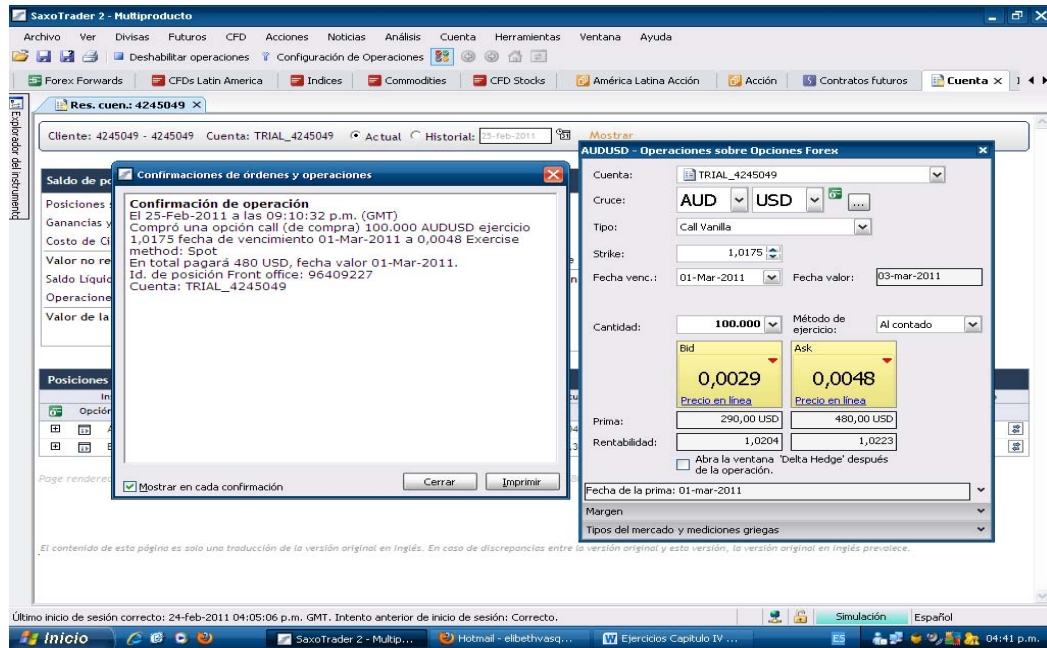 SaxoTrader 2 - Multiproducto
Archivo Ver Divisas Futuros CFD Acciones Noticias Análisis Cuenta Herramientas Ventana Ayuda
Deshabilitar operaciones Configuración de Operaciones
Forex Forwards CFDs Latin America Indices Commodities CFD Stocks América Latina Acción Acción Contratos futuros Cuenta
Explorador del instrumento
Res. cuen.: 4245049
Cliente: 4245049 - 4245049 Cuenta: TRIAL_4245049 Actual Historial: 25-feb-2011 Mostrar
Saldo de
Posiciones
Ganancias y
Costo de
Valor no
Saldo Líquid
Operacione
Valor de la
Posiciones
Opción
Page rendered
Confirmaciones de órdenes y operaciones
Confirmación de operación
El 25-Feb-2011 a las 09:10:32 p.m. (GMT)
Compró una opción call (de compra) 100.000 AUDUSD ejercicio
1,0175 fecha de vencimiento 01-Mar-2011 a 0,0048 Exercise
method: Spot
En total pagará 480 USD, fecha valor 01-Mar-2011.
Id. de posición Front office: 96409227
Cuenta: TRIAL_4245049
Mostrar en cada confirmación
Cerrar Imprimir
AUDUSD - Operaciones sobre Opciones Forex
Cuenta: TRIAL_4245049
Cruce: AUD USD ...
Tipo: Call Vanilla
Strike: 1,0175
Fecha venc.: 01-Mar-2011 Fecha valor: 03-mar-2011
Cantidad: 100.000 Método de ejercicio: Al contado
Bid Ask
0,0029 0,0048
Precio en línea Precio en línea
Prima: 290,00 USD 480,00 USD
Rentabilidad: 1,0204 1,0223
Abra la ventana 'Delta Hedge' después
de la operación.
Fecha de la prima: 01-mar-2011
Margen
Tipos del mercado y mediciones griegas
El contenido de esta página es solo una traducción de la versión original en inglés. En caso de discrepancias entre la versión original y esta versión, la versión original en inglés prevalece.
Último inicio de sesión correcto: 24-feb-2011 04:05:06 p.m. GMT. Intento anterior de inicio de sesión: Correcto.
Simulación Español
Inicio SaxoTrader 2 - Multip... Hotmail - elibethvasq... Ejercicios Capitulo IV ... ES 04:41 p.m.